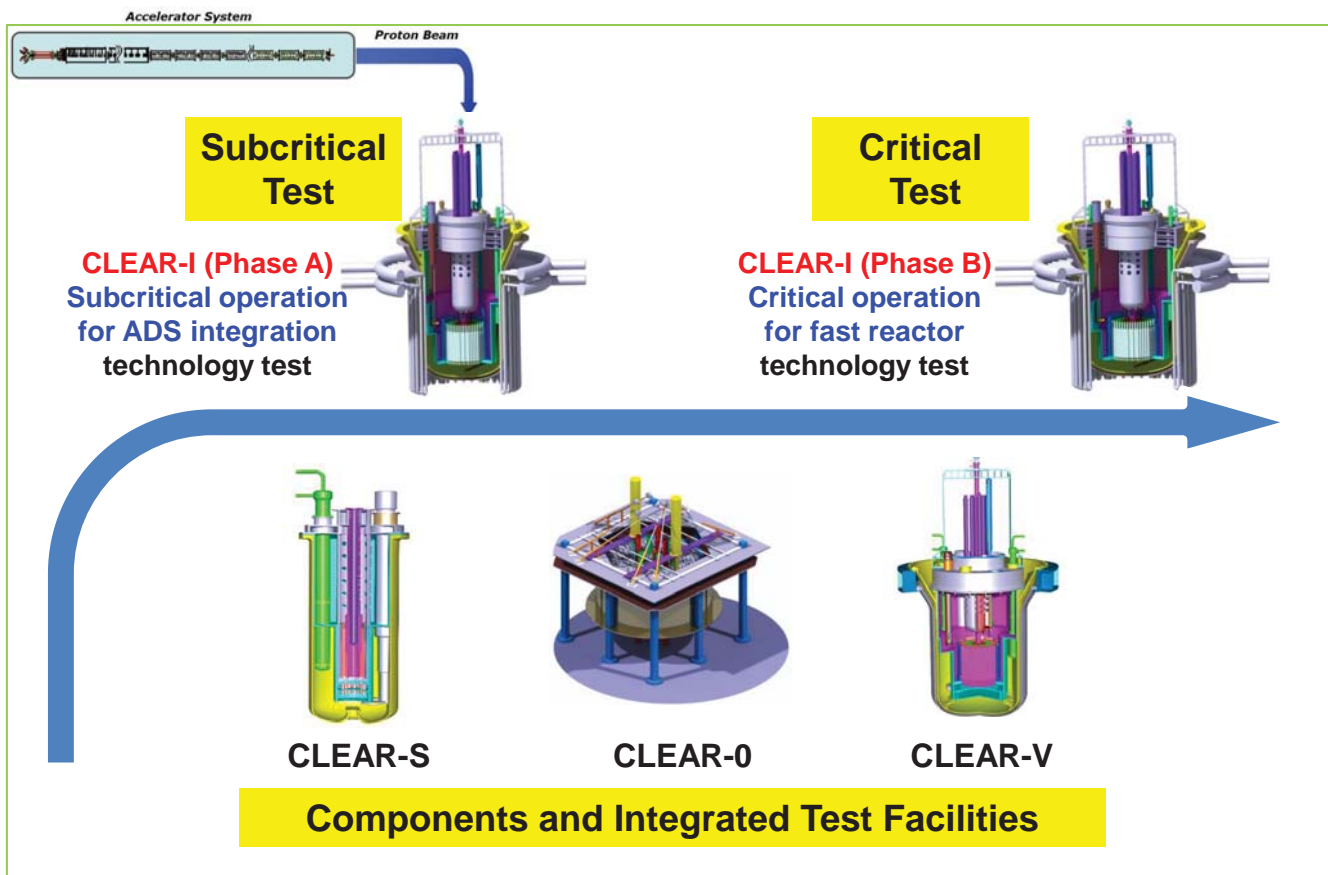 Accelerator System
Proton Beam
Subcritical
Test
CLEAR-I (Phase A)
Subcritical operation
for ADS integration
technology test
Critical
Test
CLEAR-I (Phase B)
Critical operation
for fast reactor
technology test
CLEAR-S
CLEAR-0
CLEAR-V
Components and Integrated Test Facilities